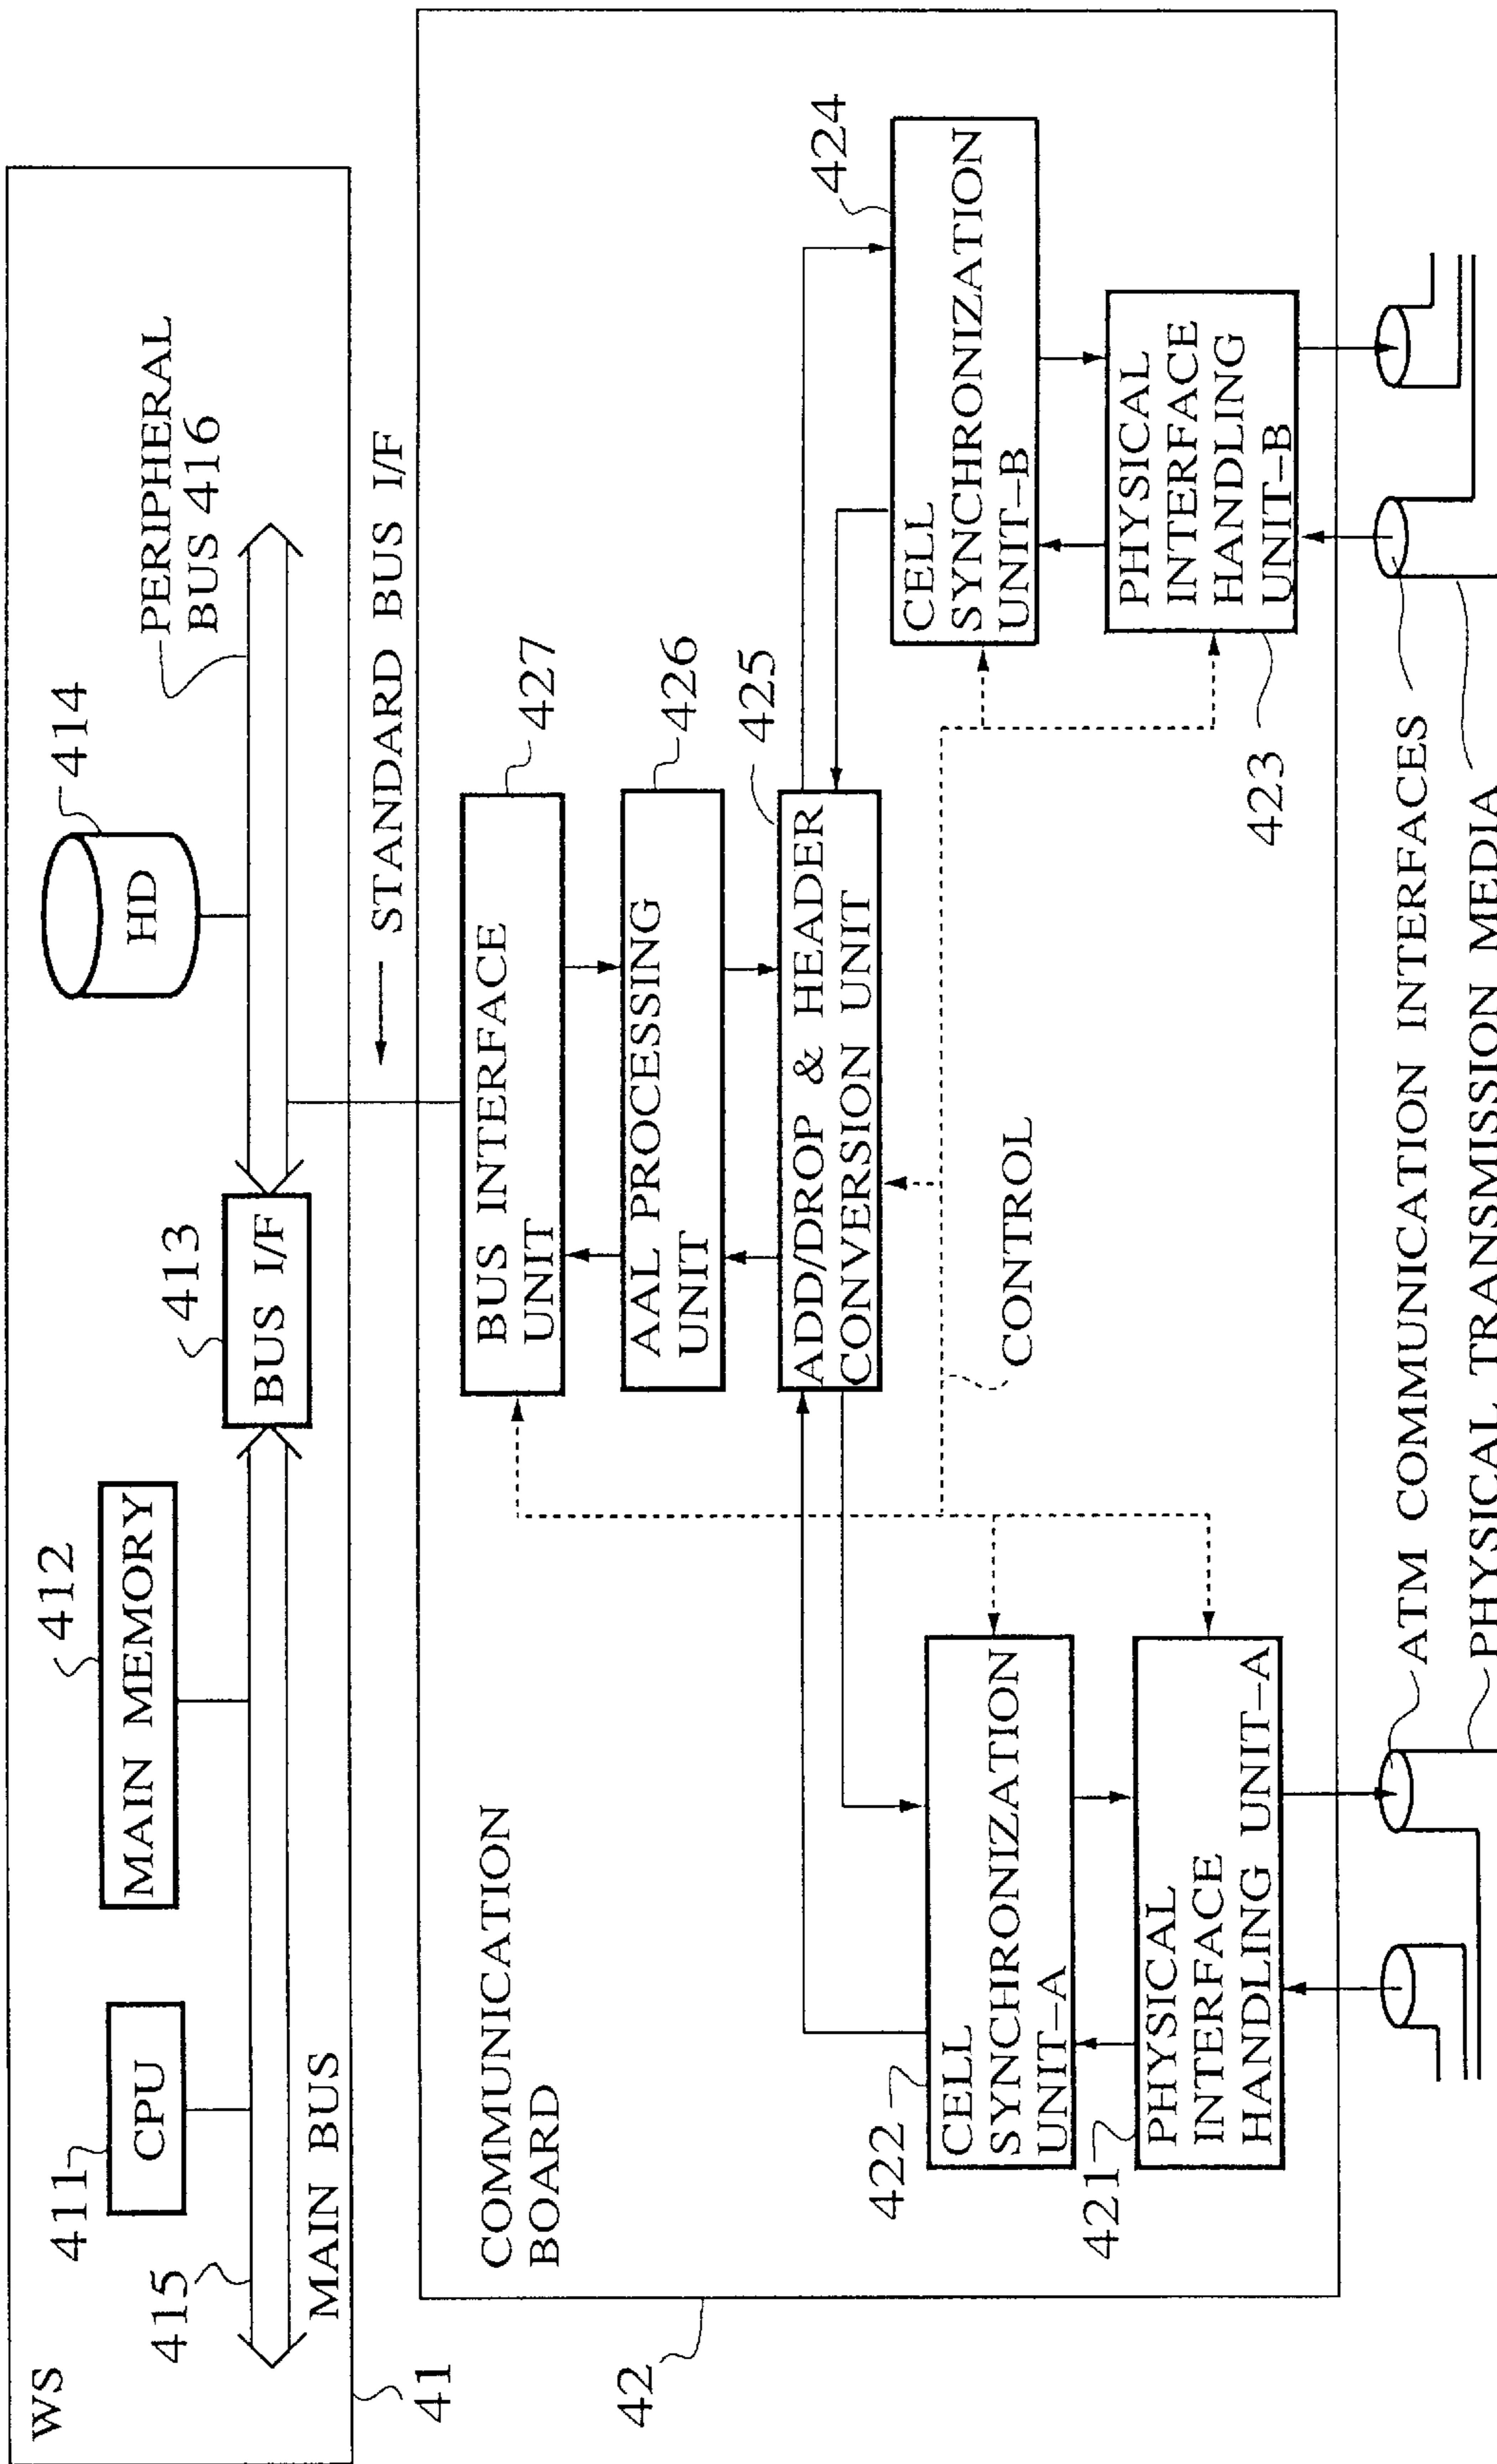 WS
411
CPU
412
MAIN MEMORY
413
BUS I/F
414
HD
PERIPHERAL
BUS 416
415
MAIN BUS
41
STANDARD BUS I/F
COMMUNICATION
BOARD
42
BUS INTERFACE
UNIT
427
AAL PROCESSING
UNIT
426
ADD/DROP & HEADER
CONVERSION UNIT
425
CONTROL
422
CELL
SYNCHRONIZATION
UNIT–A
421
PHYSICAL
INTERFACE
HANDLING UNIT–A
424
CELL
SYNCHRONIZATION
UNIT–B
PHYSICAL
INTERFACE
HANDLING
UNIT–B
423
ATM COMMUNICATION INTERFACES
PHYSICAL TRANSMISSION MEDIA